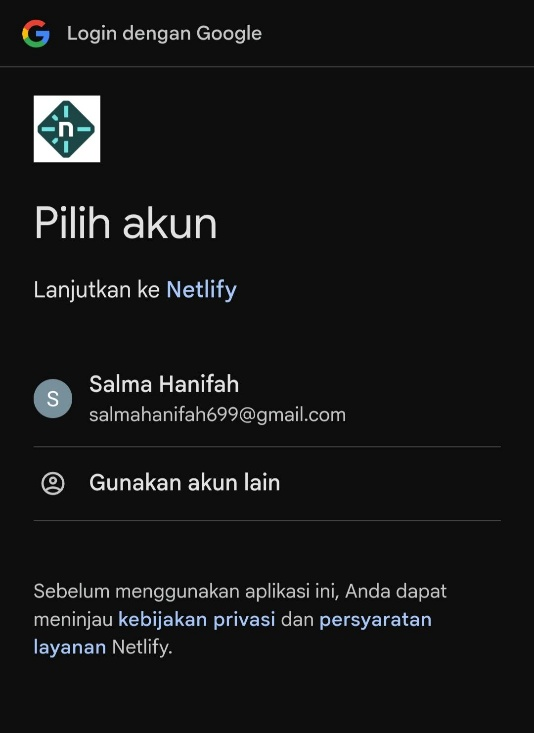 Login dengan Google
n
Pilih akun
Lanjutkan ke Netlify
S
Salma Hanifah
salmahanifah699@gmail.com
Gunakan akun lain
Sebelum menggunakan aplikasi ini, Anda dapat
meninjau kebijakan privasi dan persyaratan
layanan Netlify.